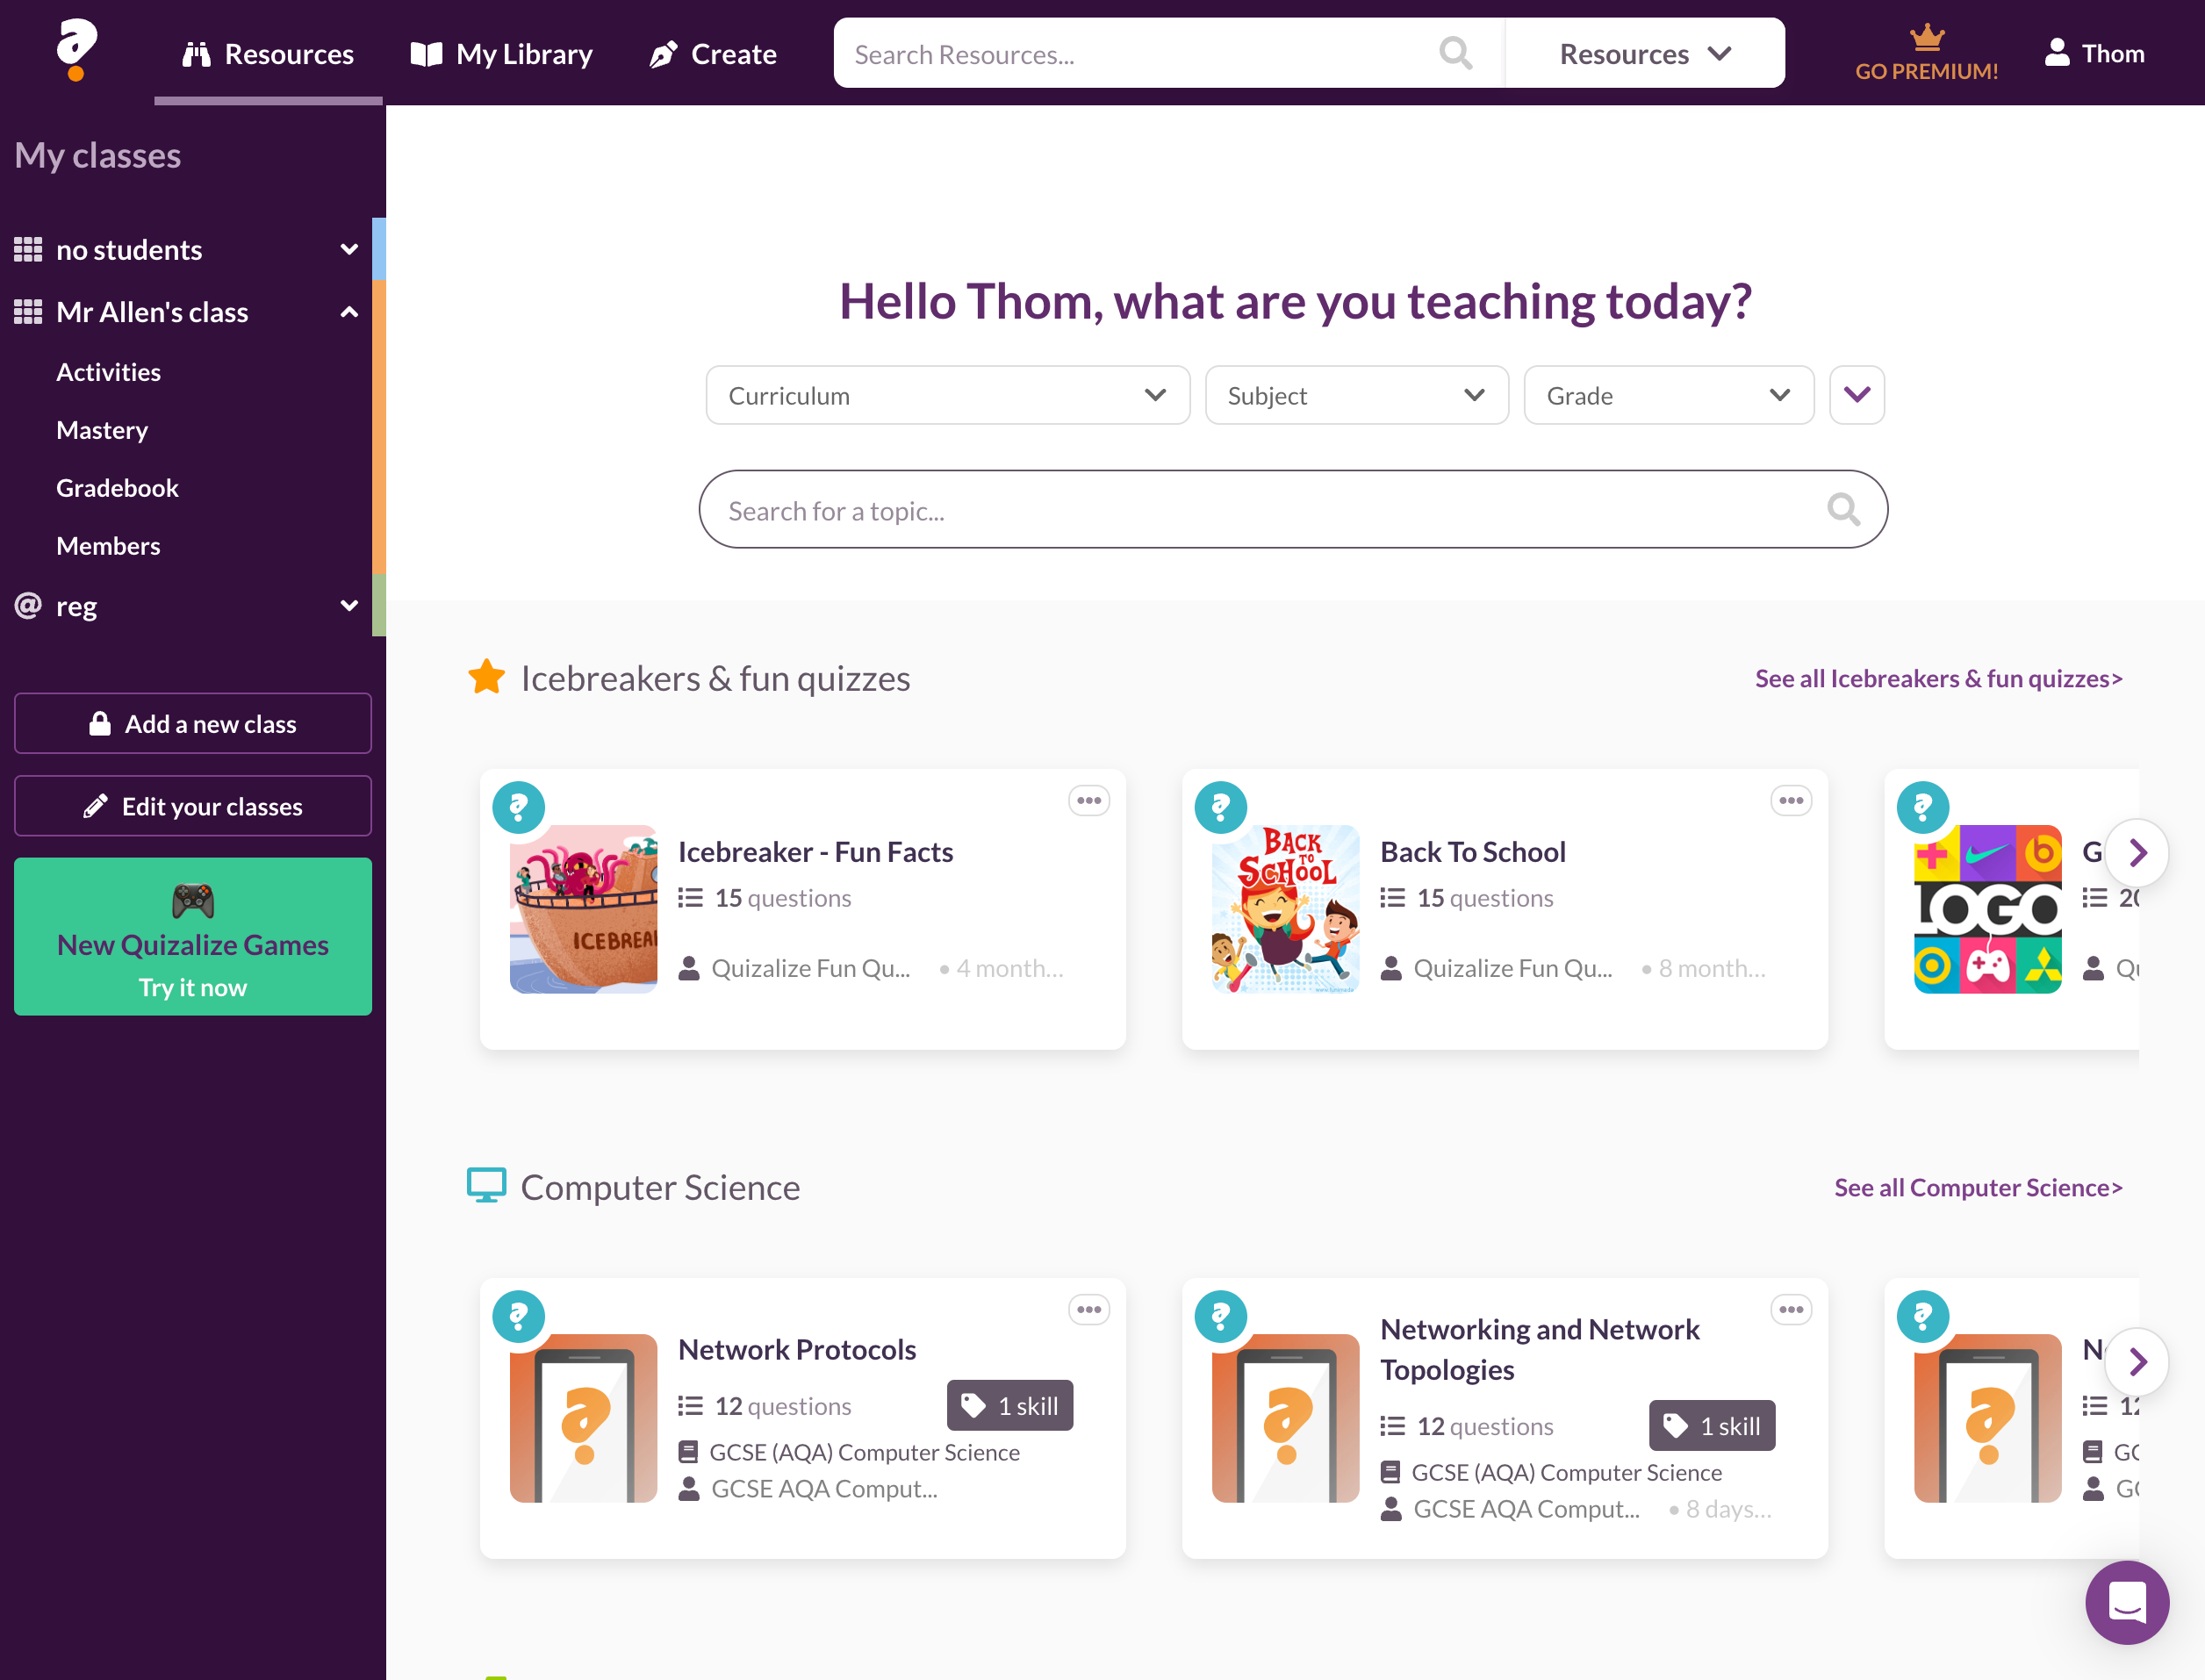 Resources
My Library
Create
Search Resources...
Resources
GO PREMIUM!
Thom
My classes
no students
Mr Allen's class
Activities
Mastery
Gradebook
Members
@ reg
Add a new class
Edit your classes
New Quizalize Games
Try it now
Hello Thom, what are you teaching today?
Curriculum
Subject
Grade
Search for a topic...
Icebreakers & fun quizzes
See all Icebreakers & fun quizzes>
Icebreaker - Fun Facts
15 questions
Quizalize Fun Qu... • 4 month...
ICEBREA
BACK
TO
SCHOOL
Back To School
15 questions
Quizalize Fun Qu... • 8 month...
LOGO
G
20
Qu
Computer Science
See all Computer Science>
Network Protocols
12 questions
1 skill
GCSE (AQA) Computer Science
GCSE AQA Comput...
Networking and Network
Topologies
12 questions
1 skill
GCSE (AQA) Computer Science
GCSE AQA Comput... • 8 days...
N
12
GC
GC